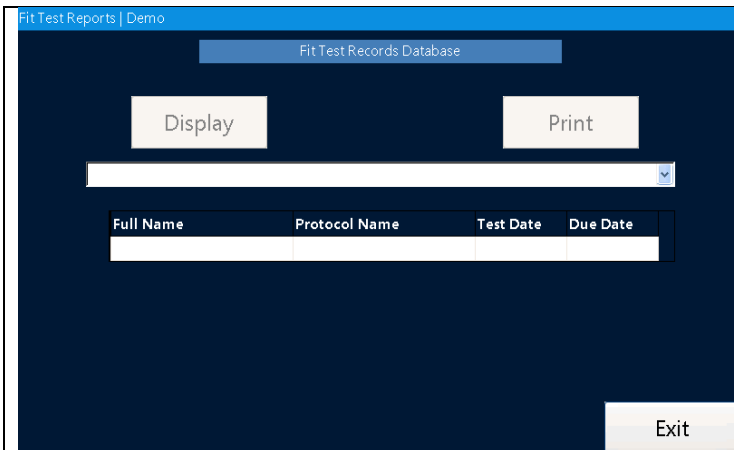 Fit Test Reports | Demo
Fit Test Records Database
Display Print
Full Name Protocol Name Test Date Due Date
Exit